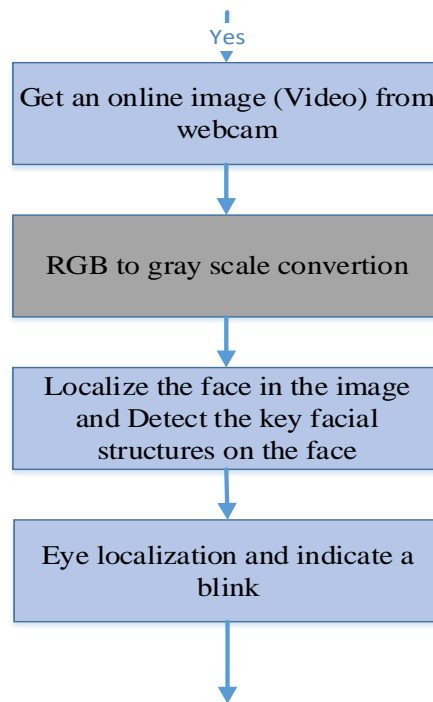 Yes
Get an online image (Video) from
webcam
RGB to gray scale convertion
Localize the face in the image
and Detect the key facial
structures on the face
Eye localization and indicate a
blink